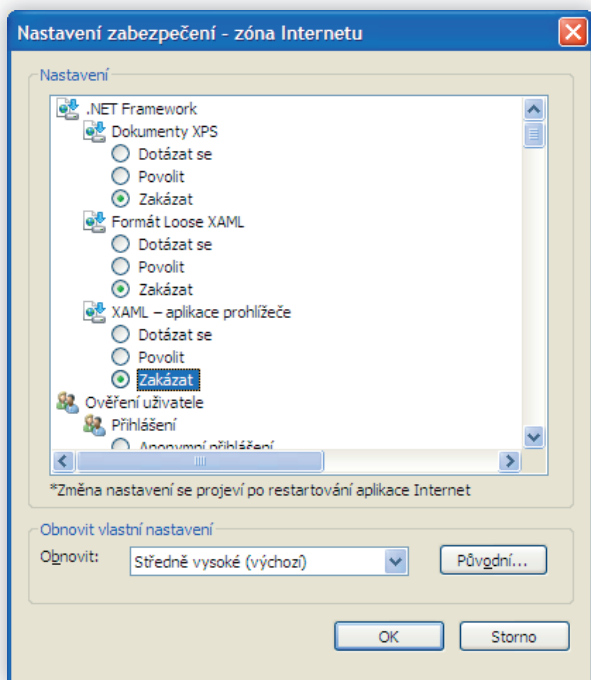 Nastavení zabezpečení - zóna Internetu
Nastavení
.NET Framework
Dokumenty XPS
Dotázat se
Povolit
Zakázat
Formát Loose XAML
Dotázat se
Povolit
Zakázat
XAML – aplikace prohlížeče
Dotázat se
Povolit
Zakázat
Ověření uživatele
Přihlášení
Anonymní přihlášení
*Změna nastavení se projeví po restartování aplikace Internet
Obnovit vlastní nastavení
Obnovit: Středně vysoké (výchozí) Původní...
OK Storno